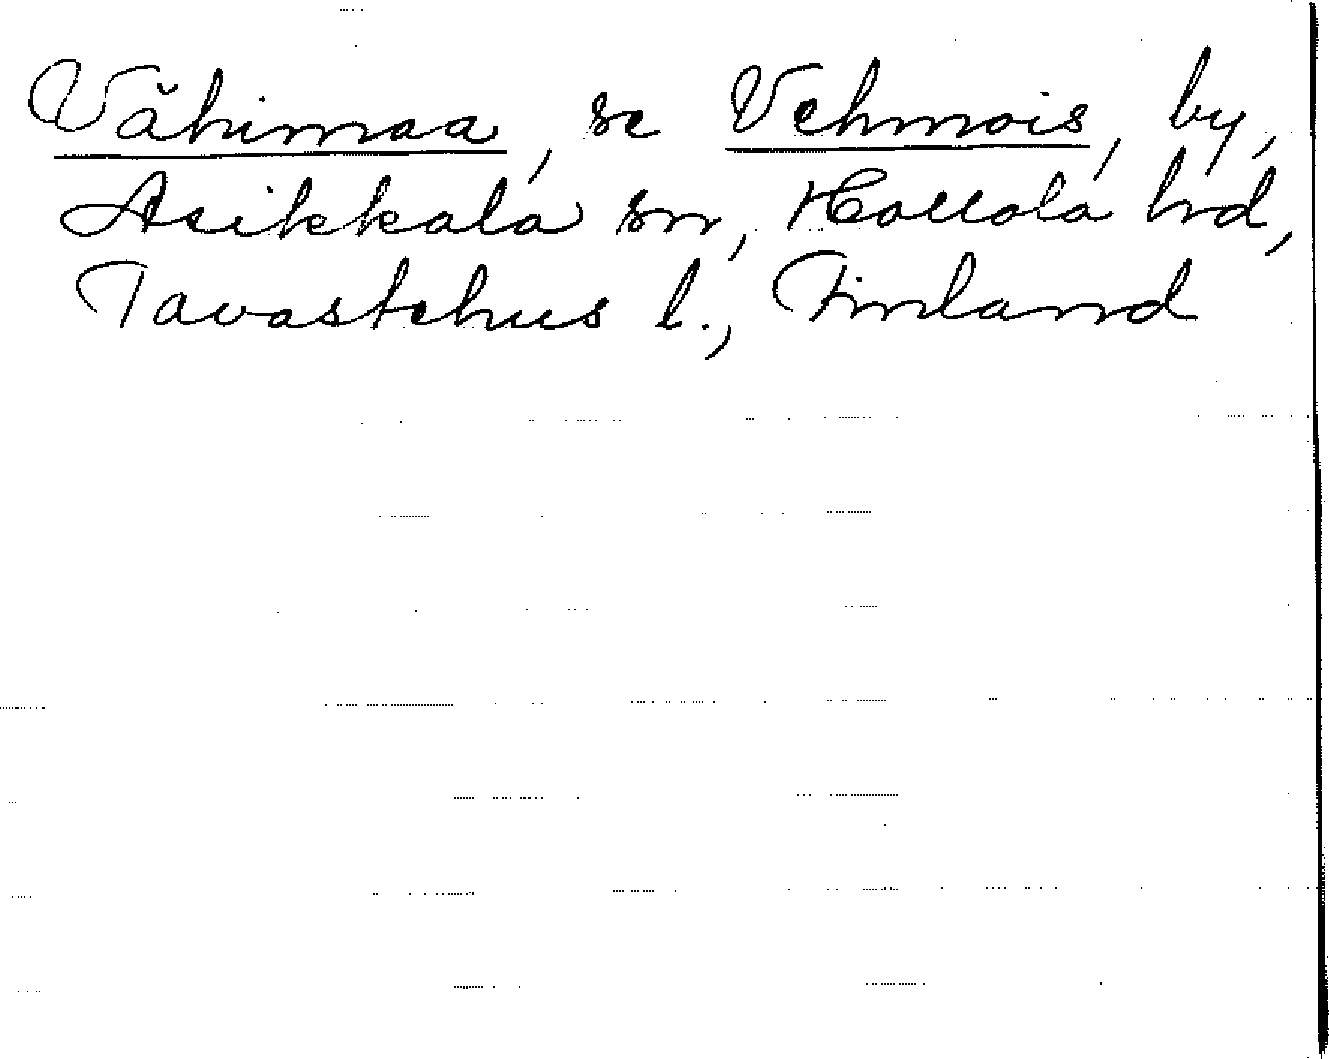 Vähimaa, se Vehmois, by,
Asikkala sn, Hollola hd,
Tavastehus l., Finland